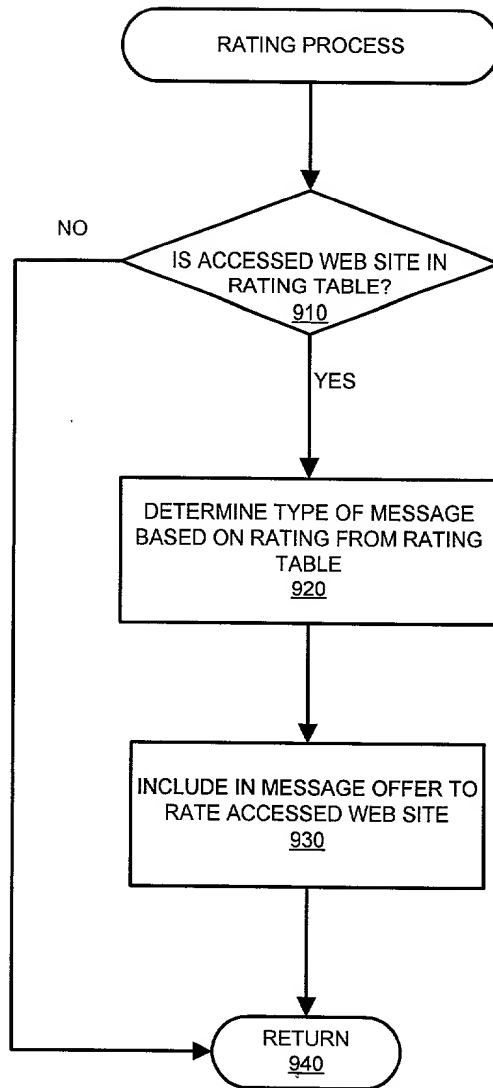 RATING PROCESS
NO
IS ACCESSED WEB SITE IN
RATING TABLE?
910
YES
DETERMINE TYPE OF MESSAGE
BASED ON RATING FROM RATING
TABLE
920
INCLUDE IN MESSAGE OFFER TO
RATE ACCESSED WEB SITE
930
RETURN
940